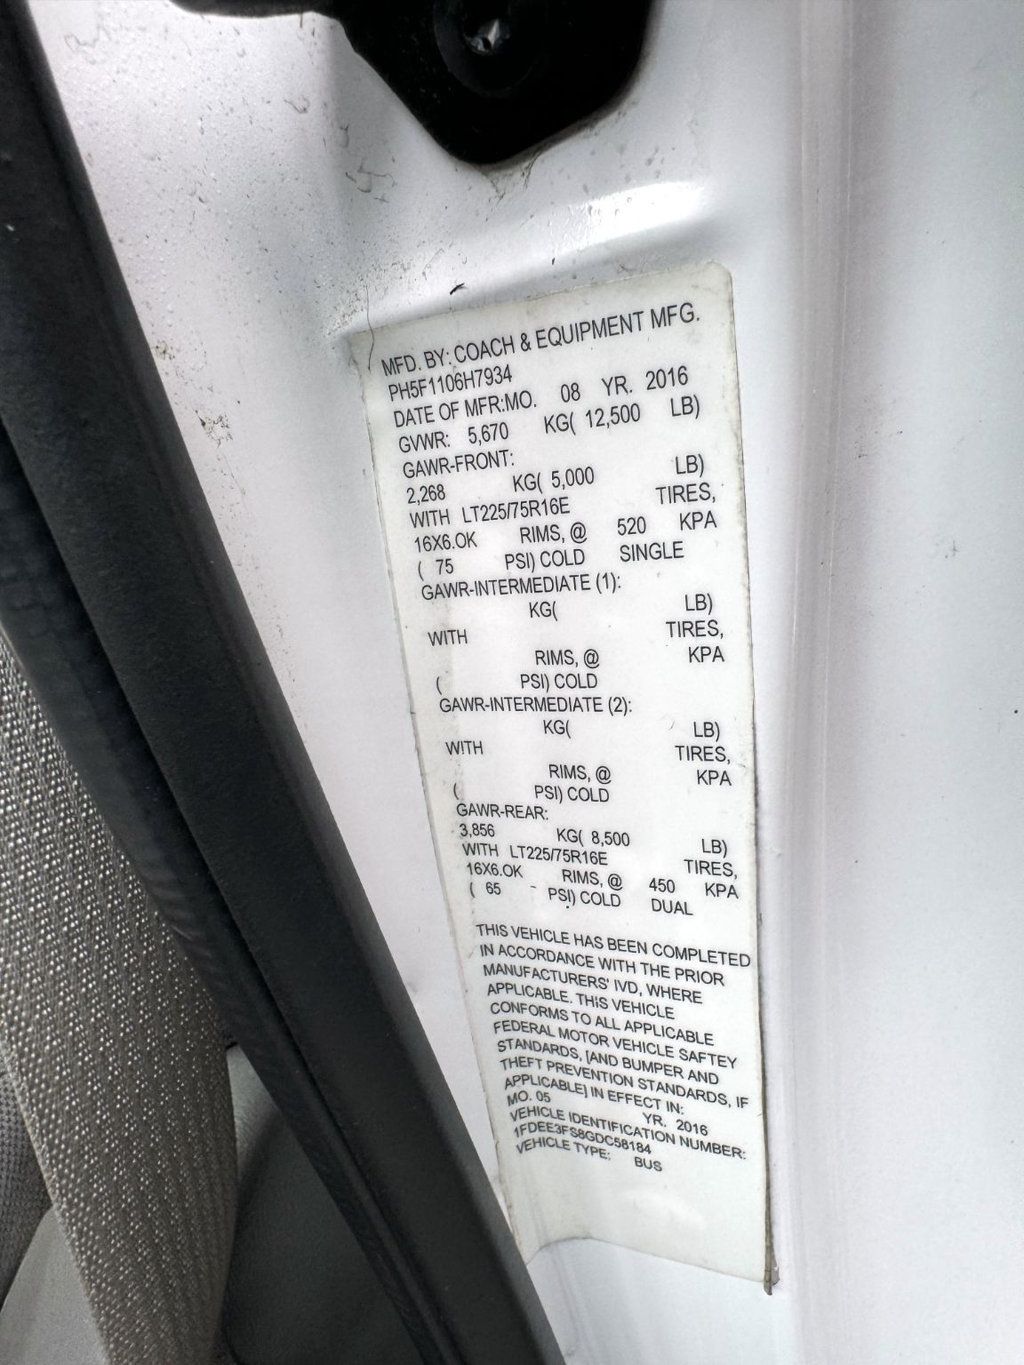 MFD. BY: COACH & EQUIPMENT MFG.
PH5F1106H7934
DATE OF MFR:MO. 08 YR. 2016
GVWR: 5,670 KG( 12,500 LB)
GAWR-FRONT:
2,268 KG( 5,000 LB)
WITH LT225/75R16E TIRES,
16X6.OK RIMS, @ 520 KPA
( 75 PSI) COLD SINGLE
GAWR-INTERMEDIATE (1):
KG( LB)
WITH TIRES,
RIMS, @ KPA
( PSI) COLD
GAWR-INTERMEDIATE (2):
KG( LB)
WITH TIRES,
RIMS, @ KPA
( PSI) COLD
GAWR-REAR:
3,856 KG( 8,500 LB)
WITH LT225/75R16E TIRES,
16X6.OK RIMS, @ 450 KPA
( 65 PSI) COLD DUAL
THIS VEHICLE HAS BEEN COMPLETED
IN ACCORDANCE WITH THE PRIOR
MANUFACTURERS' IVD, WHERE
APPLICABLE. THIS VEHICLE
CONFORMS TO ALL APPLICABLE
FEDERAL MOTOR VEHICLE SAFTEY
STANDARDS, [AND BUMPER AND
THEFT PREVENTION STANDARDS, IF
APPLICABLE] IN EFFECT IN:
MO. 05 YR. 2016
VEHICLE IDENTIFICATION NUMBER:
1FDEE3FS8GDC58184
VEHICLE TYPE: BUS